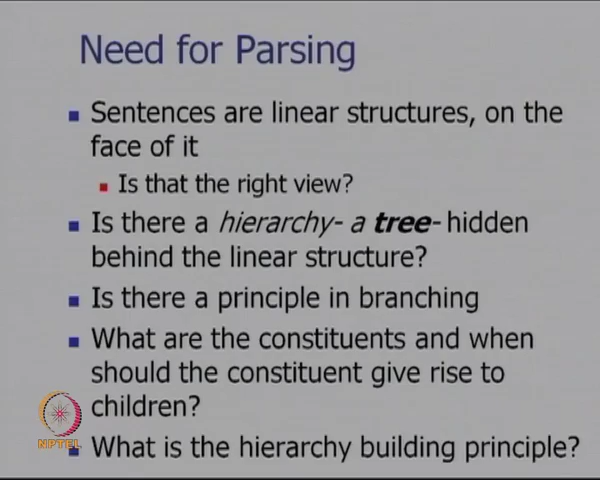 Need for Parsing
Sentences are linear structures, on the
face of it
Is that the right view?
Is there a hierarchy- a tree- hidden
behind the linear structure?
Is there a principle in branching
What are the constituents and when
should the constituent give rise to
children?
What is the hierarchy building principle?
NPTEL